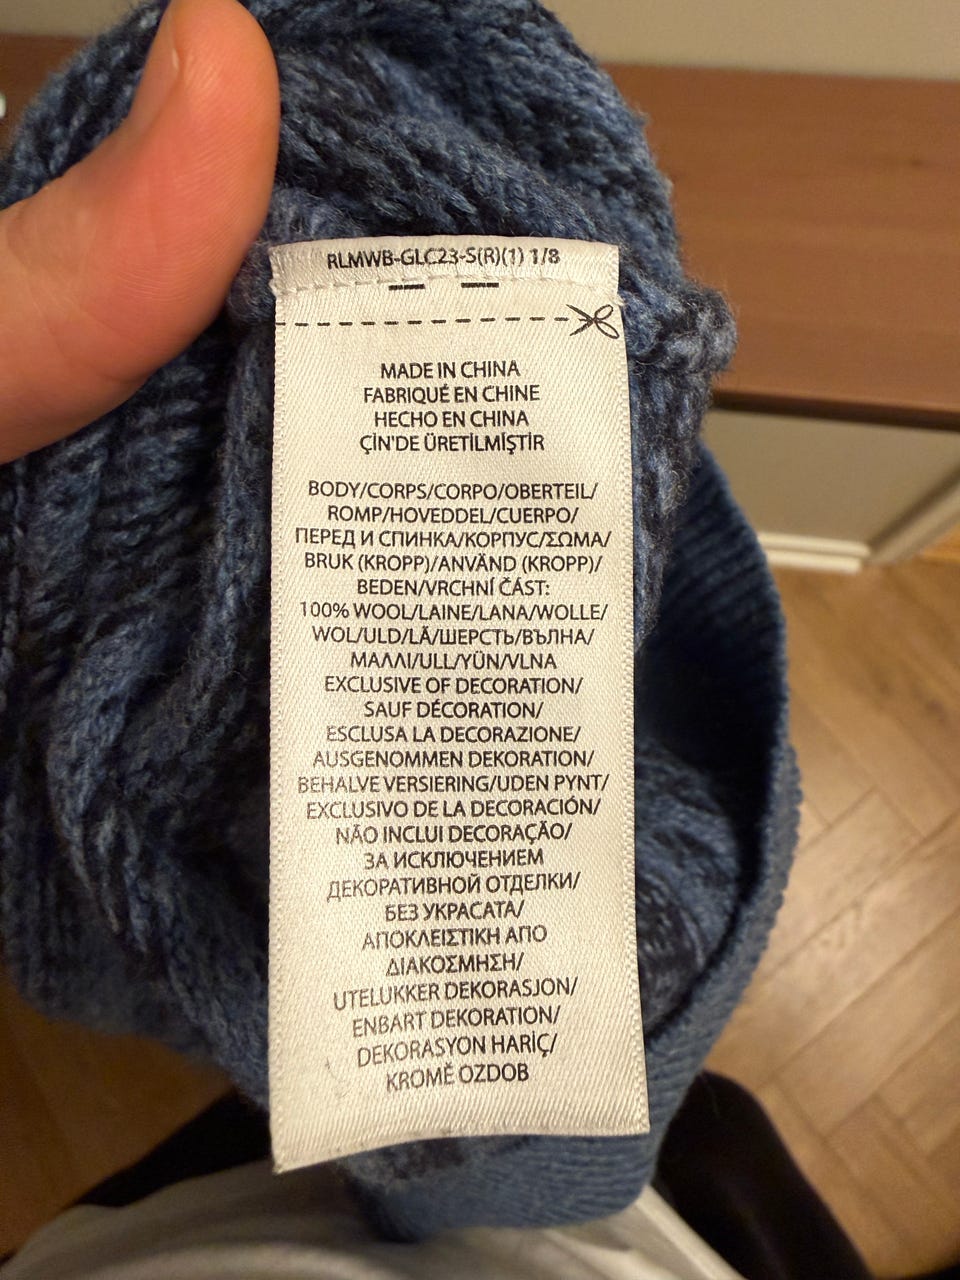 RLMWB-GLC23-S(R)(1) 1/8
MADE IN CHINA
FABRIQUÉ EN CHINE
HECHO EN CHINA
ÇİN'DE ÜRETİLMİŞTİR
BODY/CORPS/CORPO/OBERTEIL/
ROMP/HOVEDDEL/CUERPO/
ПЕРЕД И СПИНКА/КОРПУС/ΣΩΜΑ/
BRUK (KROPP)/ANVÄND (KROPP)/
BEDEN/VRCHNÍ ČÁST:
100% WOOL/LAINE/LANA/WOLLE/
WOL/ULD/LÃ/ШЕРСТЬ/ВЪЛНА/
ΜΑΛΛΙ/ULL/YÜN/VLNA
EXCLUSIVE OF DECORATION/
SAUF DÉCORATION/
ESCLUSA LA DECORAZIONE/
AUSGENOMMEN DEKORATION/
BEHALVE VERSIERING/UDEN PYNT/
EXCLUSIVO DE LA DECORACIÓN/
NÃO INCLUI DECORAÇÃO/
ЗА ИСКЛЮЧЕНИЕМ
ДЕКОРАТИВНОЙ ОТДЕЛКИ/
БЕЗ УКРАСАТА/
ΑΠΟΚΛΕΙΣΤΙΚΗ ΑΠΟ
ΔΙΑΚΟΣΜΗΣΗ/
UTELUKKER DEKORASJON/
ENBART DEKORATION/
DEKORASYON HARİÇ/
KROMĚ OZDOB